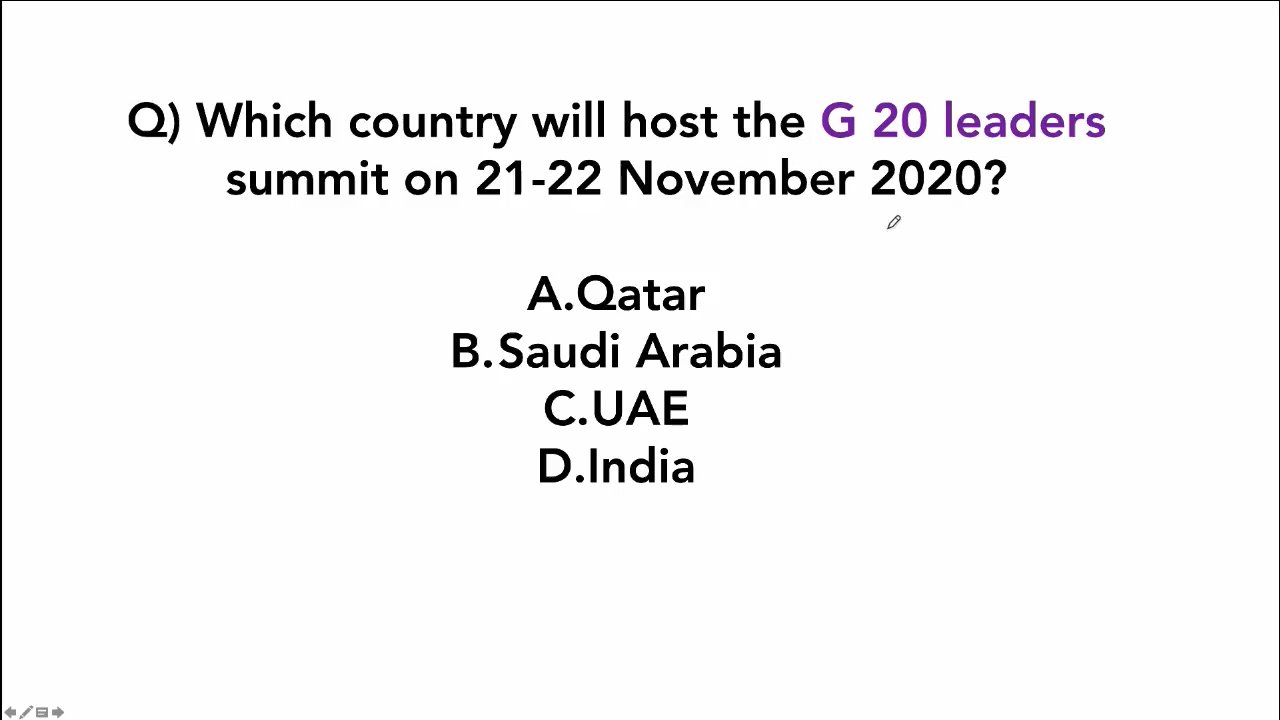 Q) Which country will host the G 20 leaders
summit on 21-22 November 2020?
A.Qatar
B.Saudi Arabia
C.UAE
D.India